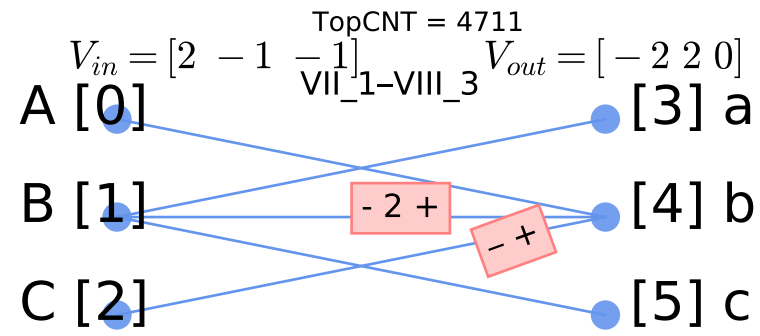 TopCNT = 4711
V_in = [2 − 1 − 1] V_out = [− 2 2 0]
VII_1–VIII_3
A [0] [3] a
B [1] - 2 + [4] b
− +
C [2] [5] c